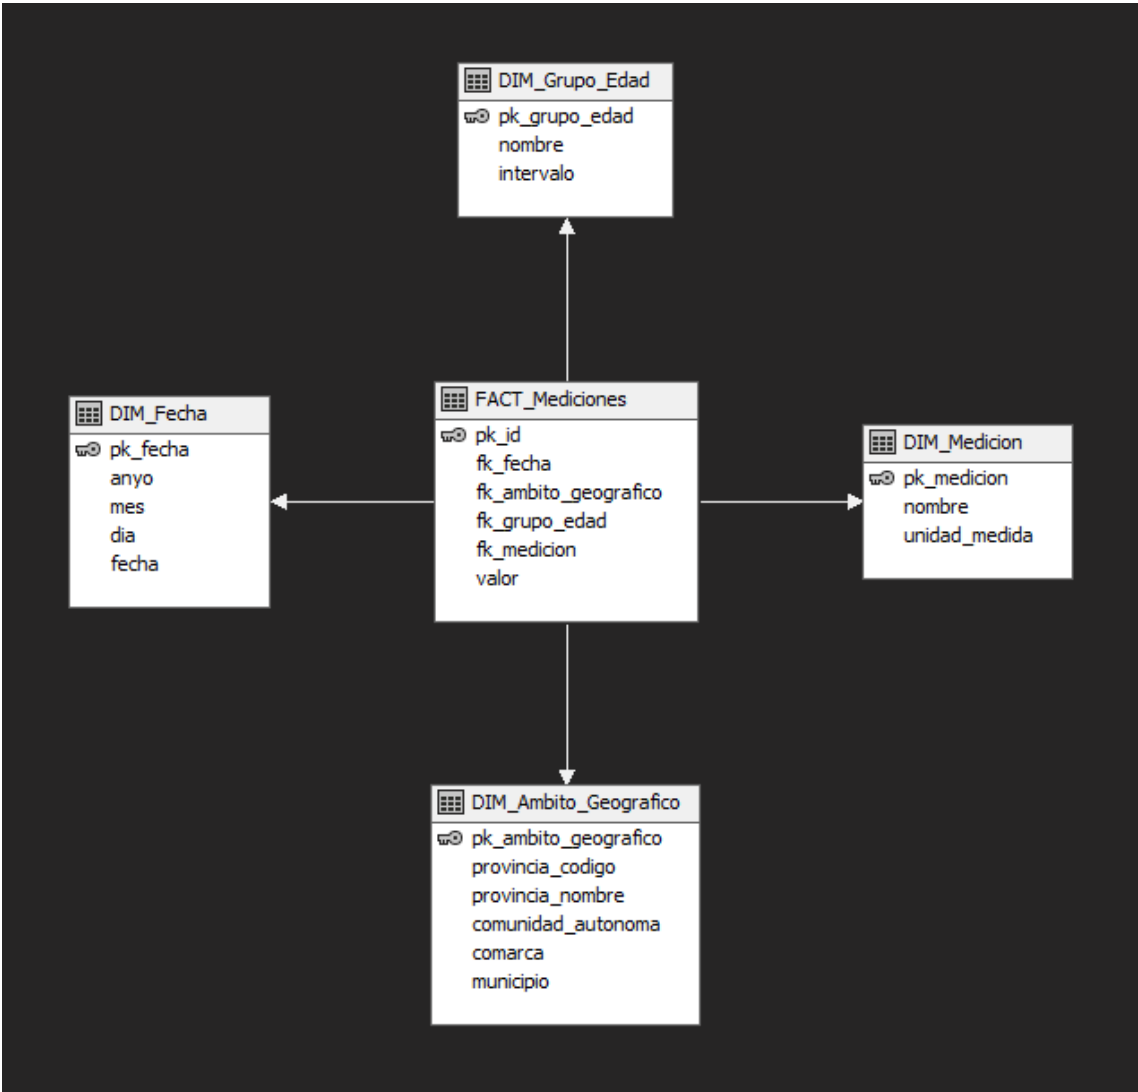 DIM_Grupo_Edad
pk_grupo_edad
nombre
intervalo
DIM_Fecha
pk_fecha
anyo
mes
dia
fecha
FACT_Mediciones
pk_id
fk_fecha
fk_ambito_geografico
fk_grupo_edad
fk_medicion
valor
DIM_Medicion
pk_medicion
nombre
unidad_medida
DIM_Ambito_Geografico
pk_ambito_geografico
provincia_codigo
provincia_nombre
comunidad_autonoma
comarca
municipio